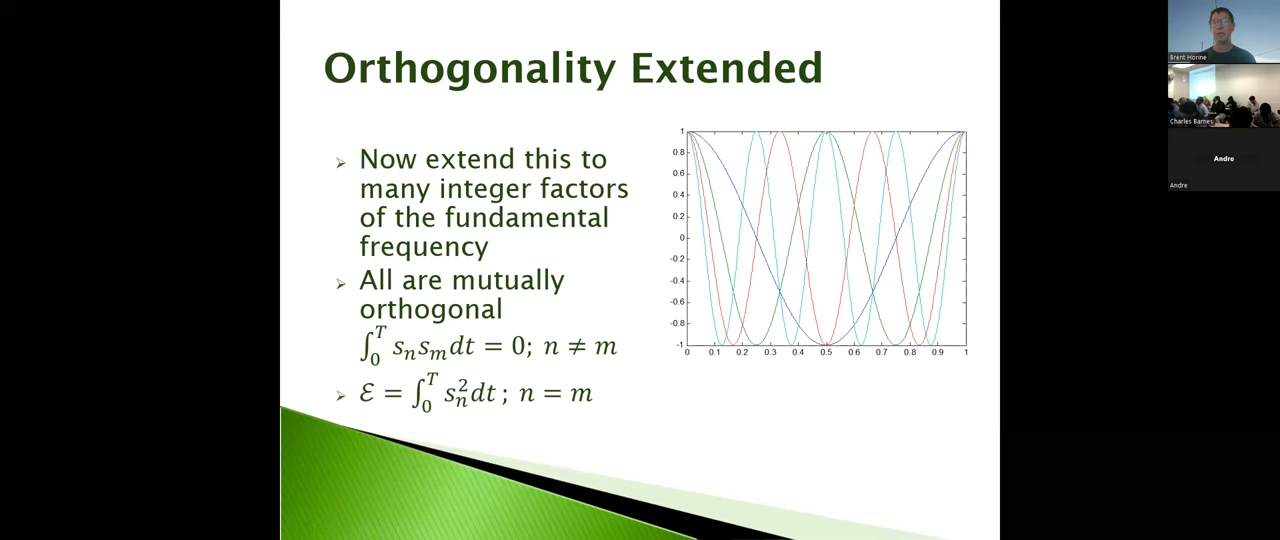 Orthogonality Extended
➢ Now extend this to
many integer factors
of the fundamental
frequency
➢ All are mutually
orthogonal
∫₀ᵀ sₙsₘdt = 0; n ≠ m
➢ ℰ = ∫₀ᵀ sₙ²dt ; n = m
1
0.8
0.6
0.4
0.2
0
-0.2
-0.4
-0.6
-0.8
-1
0 0.1 0.2 0.3 0.4 0.5 0.6 0.7 0.8 0.9 1
Brent Horine
Charles Barnes
Andre
Andre